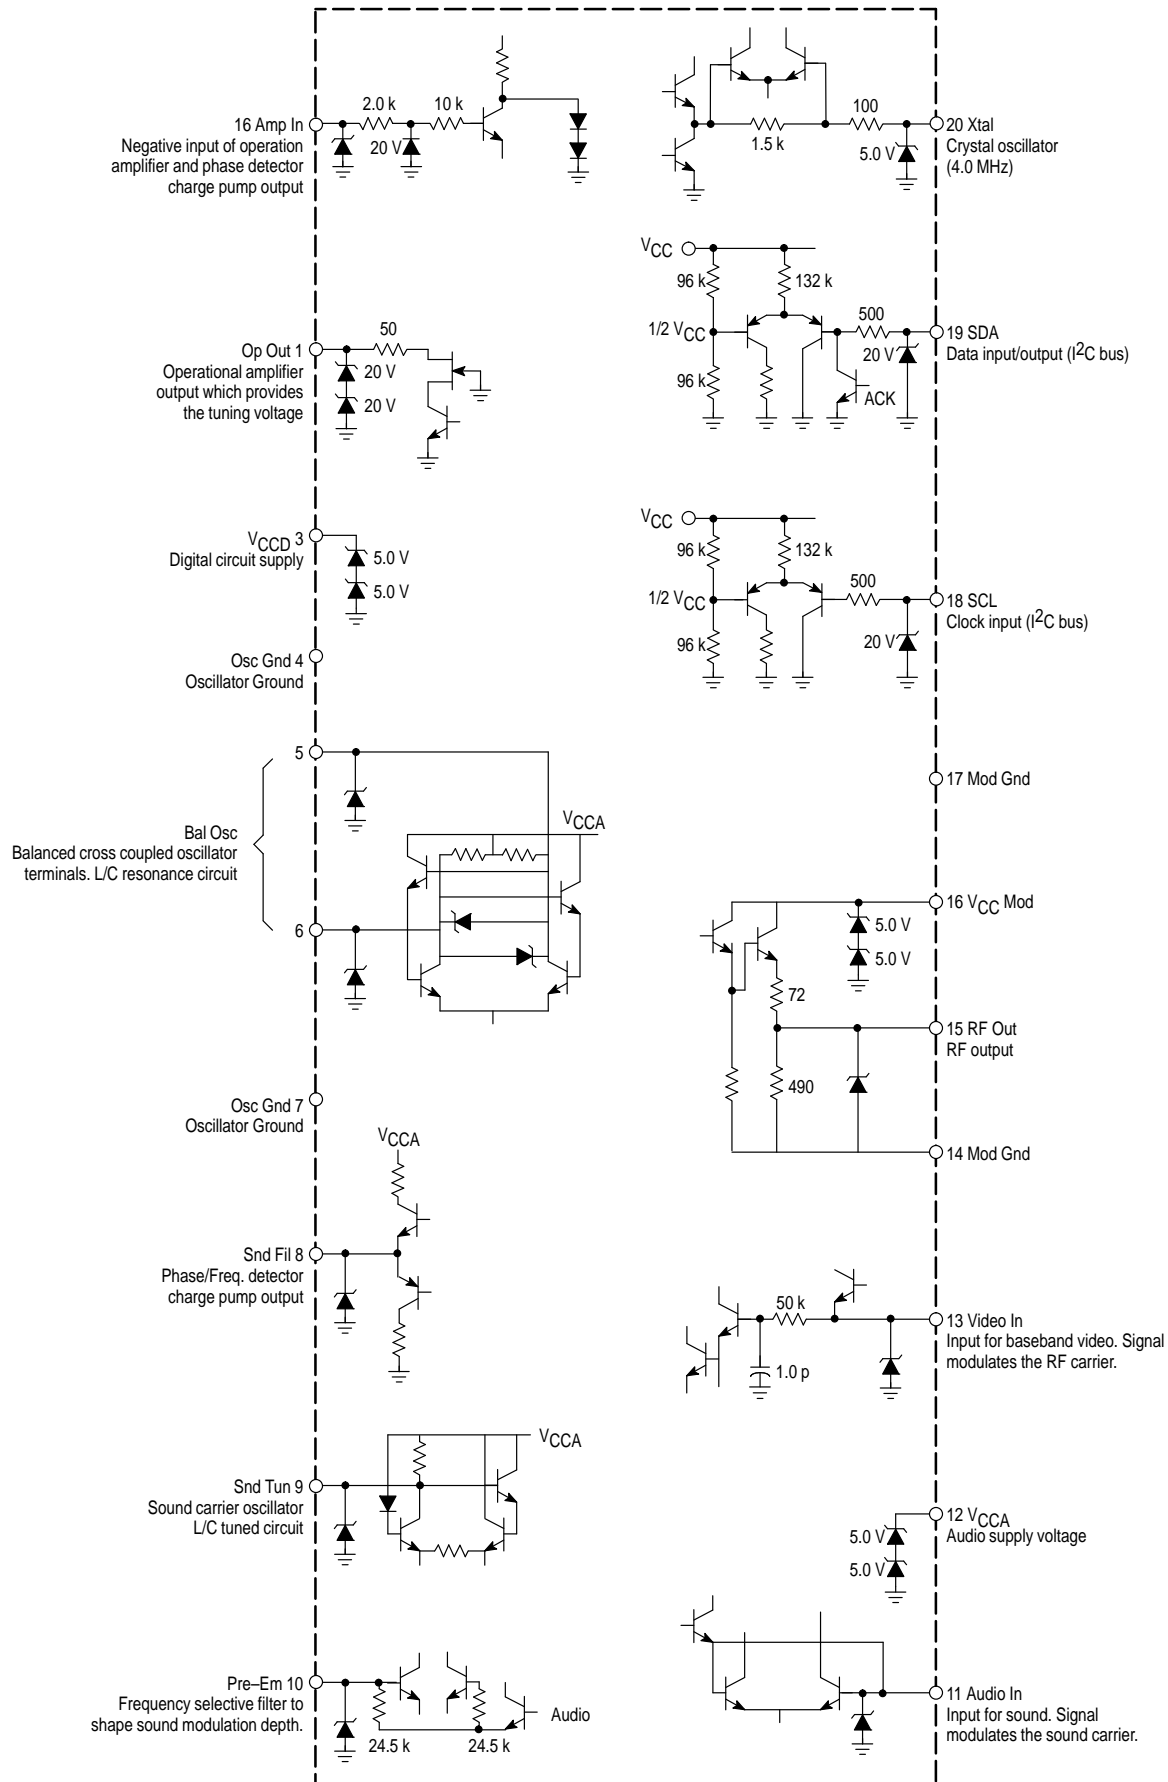 16 Amp In
Negative input of operation
amplifier and phase detector
charge pump output
2.0 k
10 k
20 V
100
1.5 k
5.0 V
20 Xtal
Crystal oscillator
(4.0 MHz)
Op Out 1
Operational amplifier
output which provides
the tuning voltage
50
20 V
20 V
VCC
96 k
132 k
1/2 VCC
96 k
500
20 V
ACK
19 SDA
Data input/output (I2C bus)
VCCD 3
Digital circuit supply
5.0 V
5.0 V
VCC
96 k
132 k
1/2 VCC
96 k
500
20 V
18 SCL
Clock input (I2C bus)
Osc Gnd 4
Oscillator Ground
5
Bal Osc
Balanced cross coupled oscillator
terminals. L/C resonance circuit
6
VCCA
17 Mod Gnd
16 VCC Mod
5.0 V
5.0 V
72
15 RF Out
RF output
490
14 Mod Gnd
Osc Gnd 7
Oscillator Ground
VCCA
Snd Fil 8
Phase/Freq. detector
charge pump output
50 k
1.0 p
13 Video In
Input for baseband video. Signal
modulates the RF carrier.
Snd Tun 9
Sound carrier oscillator
L/C tuned circuit
VCCA
12 VCCA
Audio supply voltage
5.0 V
5.0 V
Pre–Em 10
Frequency selective filter to
shape sound modulation depth.
24.5 k
24.5 k
Audio
11 Audio In
Input for sound. Signal
modulates the sound carrier.